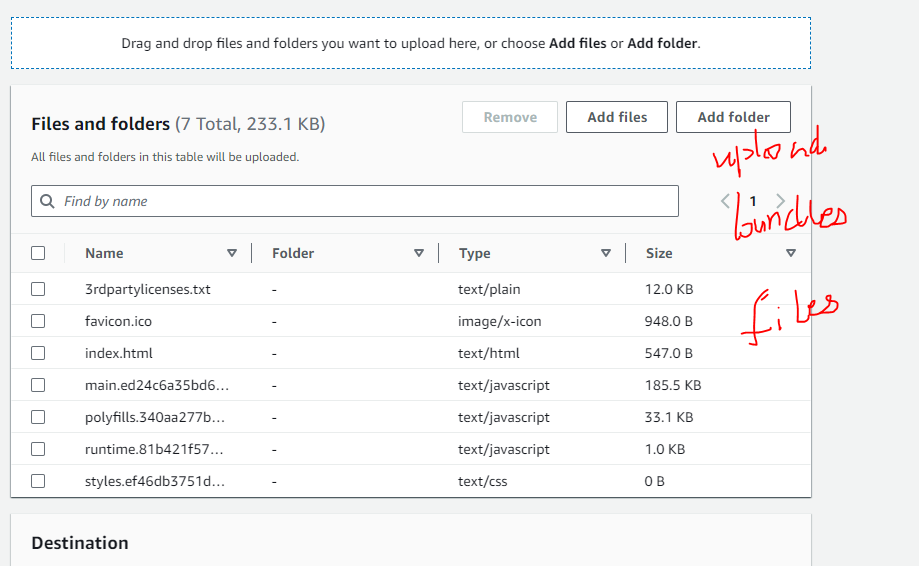 Drag and drop files and folders you want to upload here, or choose Add files or Add folder.
Files and folders (7 Total, 233.1 KB)
Remove Add files Add folder
All files and folders in this table will be uploaded.
upload
Find by name
1
bundles
Name Folder Type Size
3rdpartylicenses.txt - text/plain 12.0 KB
files
favicon.ico - image/x-icon 948.0 B
index.html - text/html 547.0 B
main.ed24c6a35bd6... - text/javascript 185.5 KB
polyfills.340aa277b... - text/javascript 33.1 KB
runtime.81b421f57... - text/javascript 1.0 KB
styles.ef46db3751d... - text/css 0 B
Destination